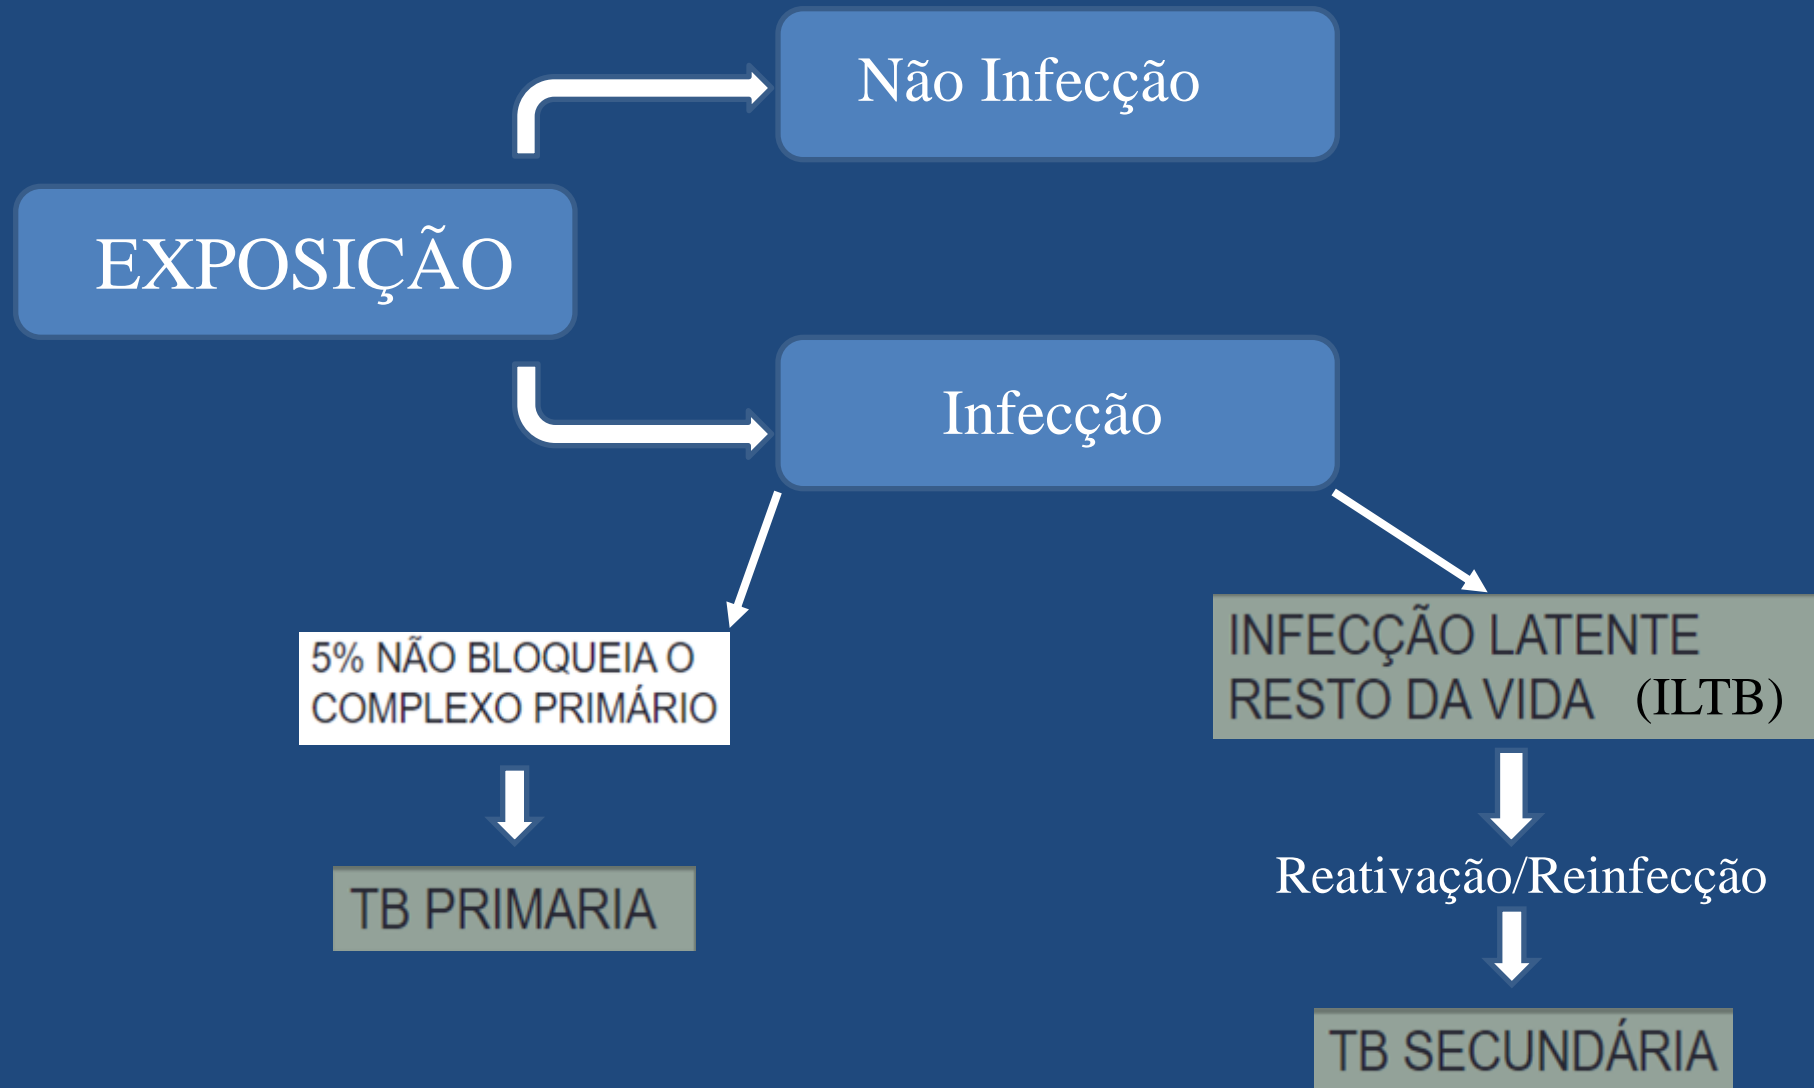 Não Infecção
EXPOSIÇÃO
Infecção
5% NÃO BLOQUEIA O
COMPLEXO PRIMÁRIO
TB PRIMARIA
INFECÇÃO LATENTE
RESTO DA VIDA (ILTB)
Reativação/Reinfecção
TB SECUNDÁRIA